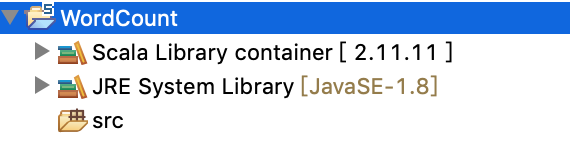 WordCount
Scala Library container [ 2.11.11 ]
JRE System Library [JavaSE-1.8]
src